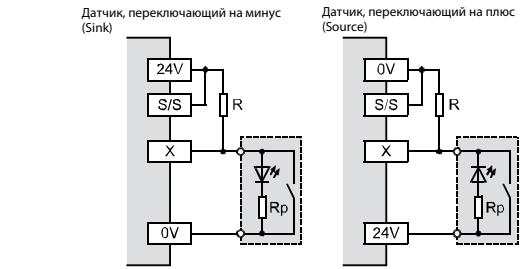 Датчик, переключающий на минус
(Sink)
24V
S/S
R
X
Rp
0V
Датчик, переключающий на плюс
(Source)
0V
S/S
R
X
Rp
24V